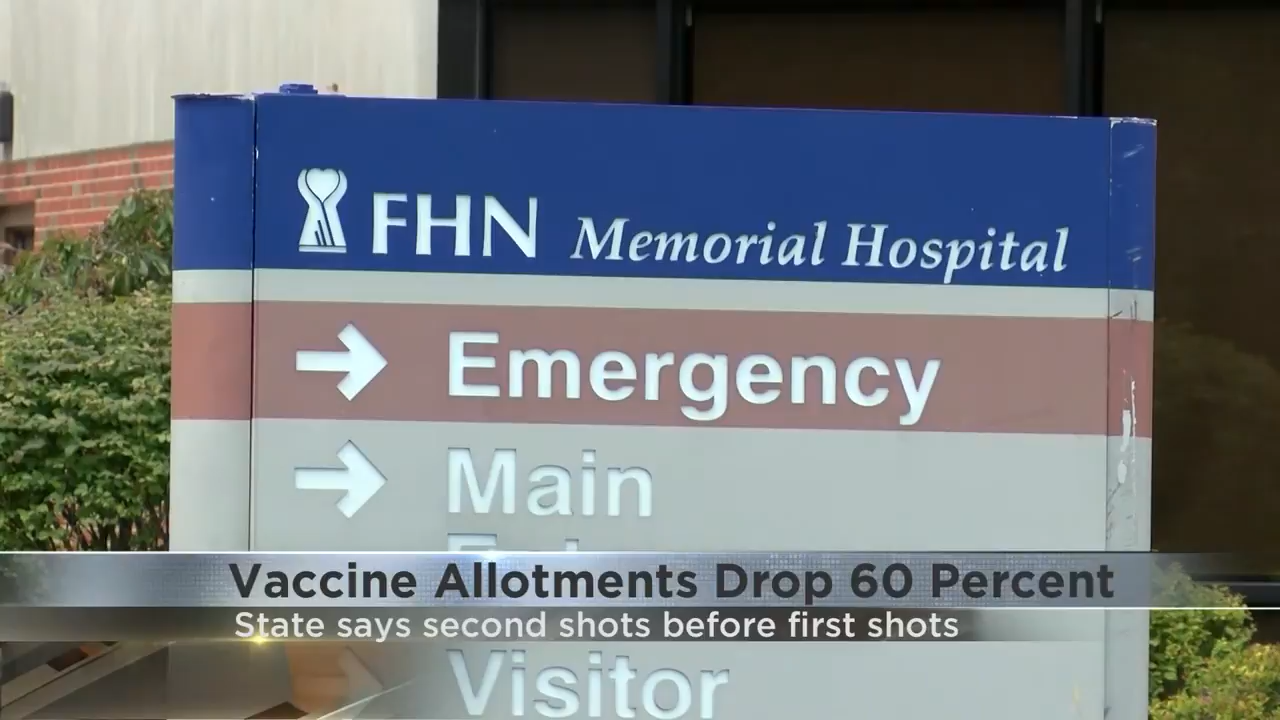 FHN Memorial Hospital
Emergency
Main
Vaccine Allotments Drop 60 Percent
State says second shots before first shots
Visitor